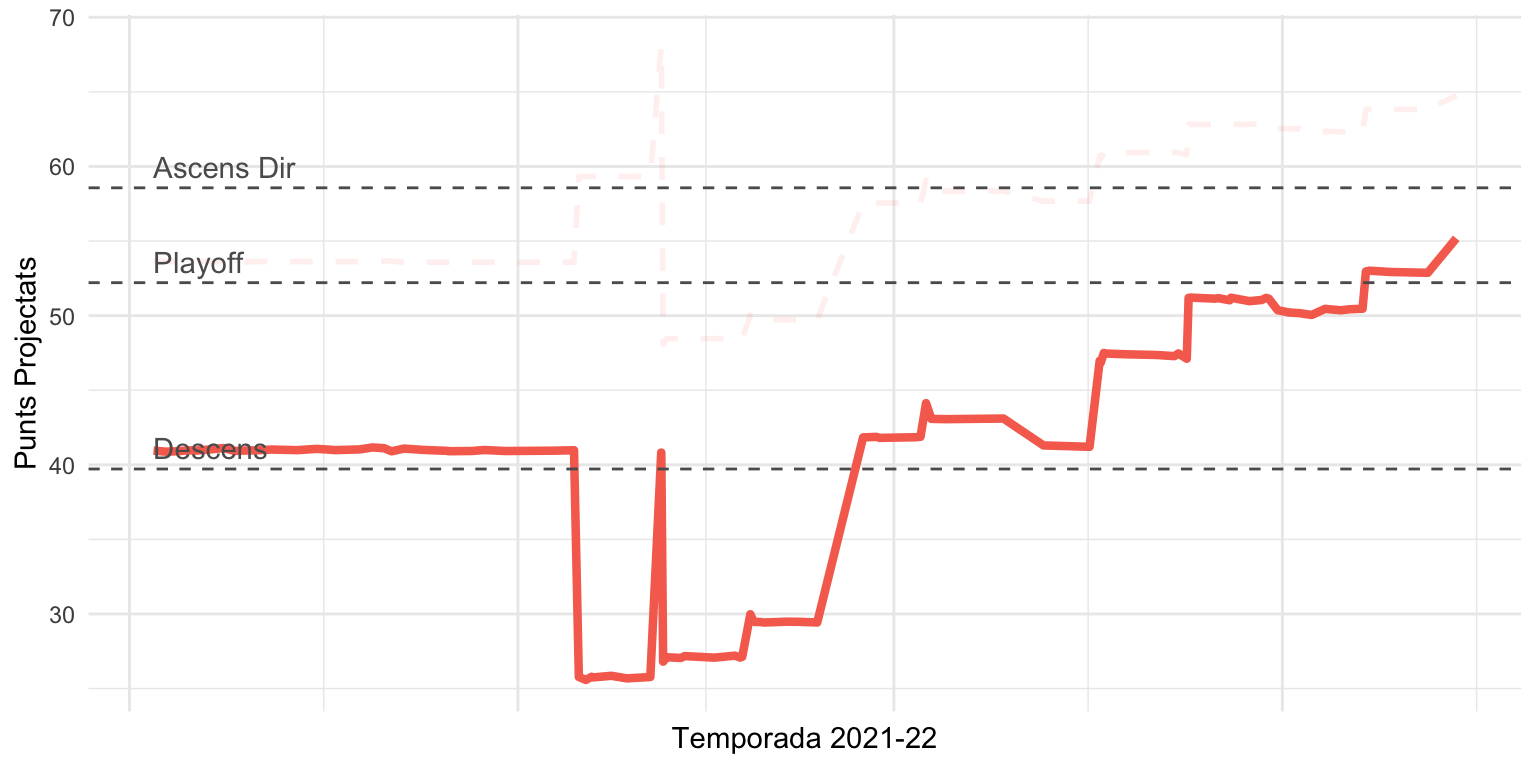 70
60
50
40
30
Punts Projectats
Ascens Dir
Playoff
Descens
Temporada 2021-22